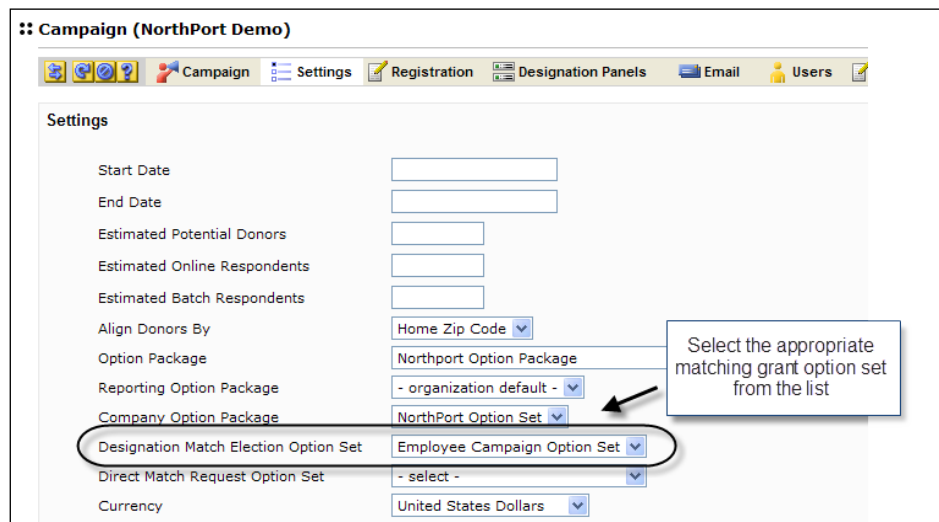 Campaign (NorthPort Demo)
Campaign Settings Registration Designation Panels Email Users
Settings
Start Date
End Date
Estimated Potential Donors
Estimated Online Respondents
Estimated Batch Respondents
Align Donors By Home Zip Code
Option Package Northport Option Package
Reporting Option Package - organization default -
Company Option Package NorthPort Option Set
Designation Match Election Option Set Employee Campaign Option Set
Direct Match Request Option Set - select -
Currency United States Dollars
Select the appropriate
matching grant option set
from the list